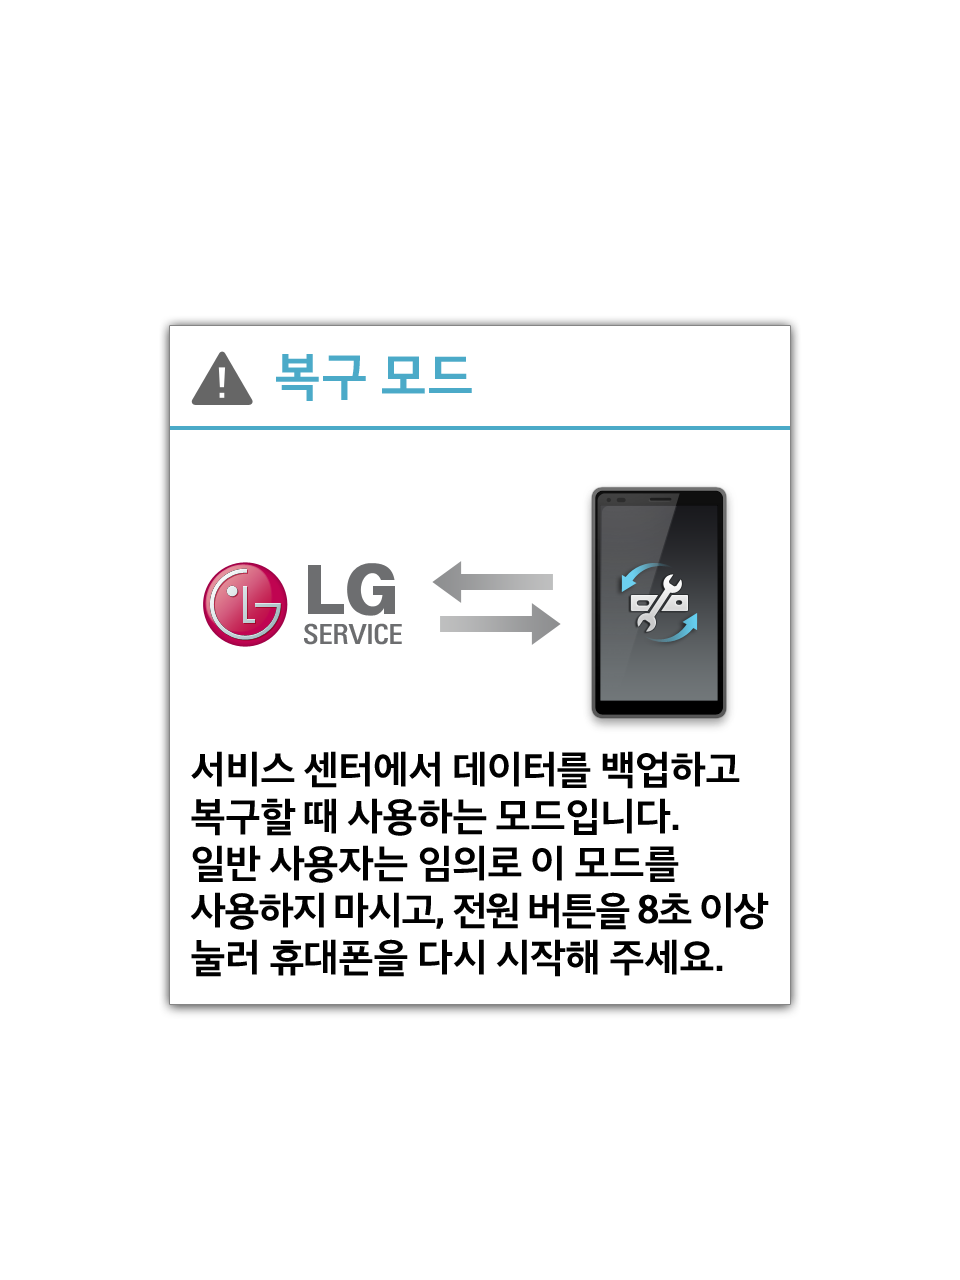 복구 모드
LG
SERVICE
서비스 센터에서 데이터를 백업하고
복구할 때 사용하는 모드입니다.
일반 사용자는 임의로 이 모드를
사용하지 마시고, 전원 버튼을 8초 이상
눌러 휴대폰을 다시 시작해 주세요.